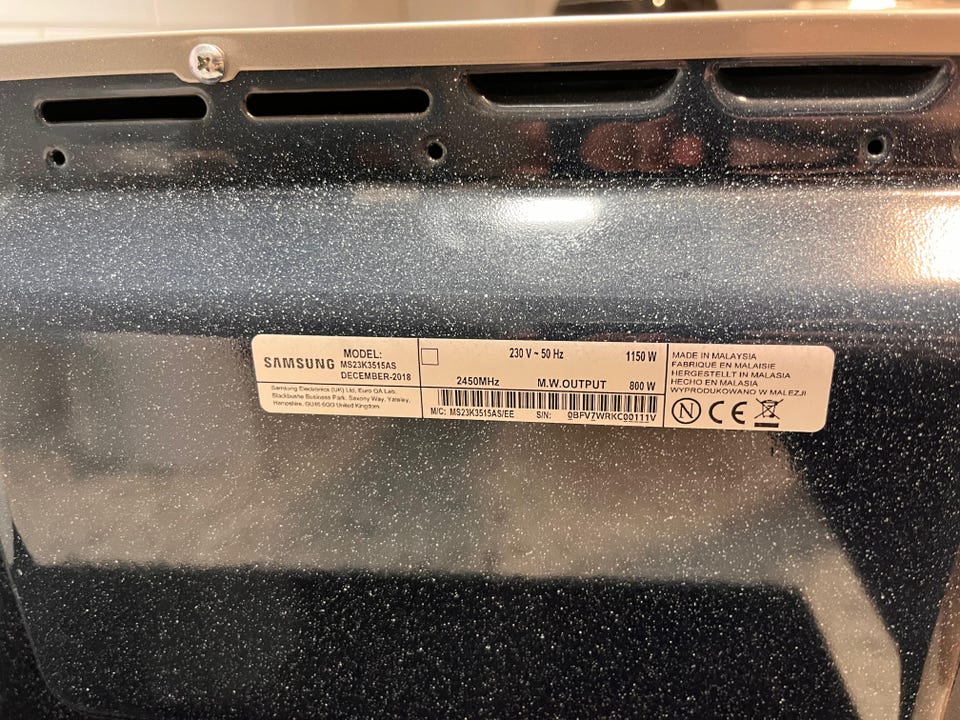 SAMSUNG
MODEL:
MS23K3515AS
DECEMBER-2018
Samsung Electronics (UK) Ltd, Euro QA Lab.
Blackbushe Business Park, Saxony Way, Yateley,
Hampshire, GU46 6GG United Kingdom
230 V ~ 50 Hz 1150 W
2450MHz M.W.OUTPUT 800 W
M/C: MS23K3515AS/EE S/N: 0BFV7WRKC00111V
MADE IN MALAYSIA
FABRIQUÉ EN MALAISIE
HERGESTELLT IN MALASIA
HECHO EN MALASIA
WYPRODUKOWANO W MALEZJI
N CE